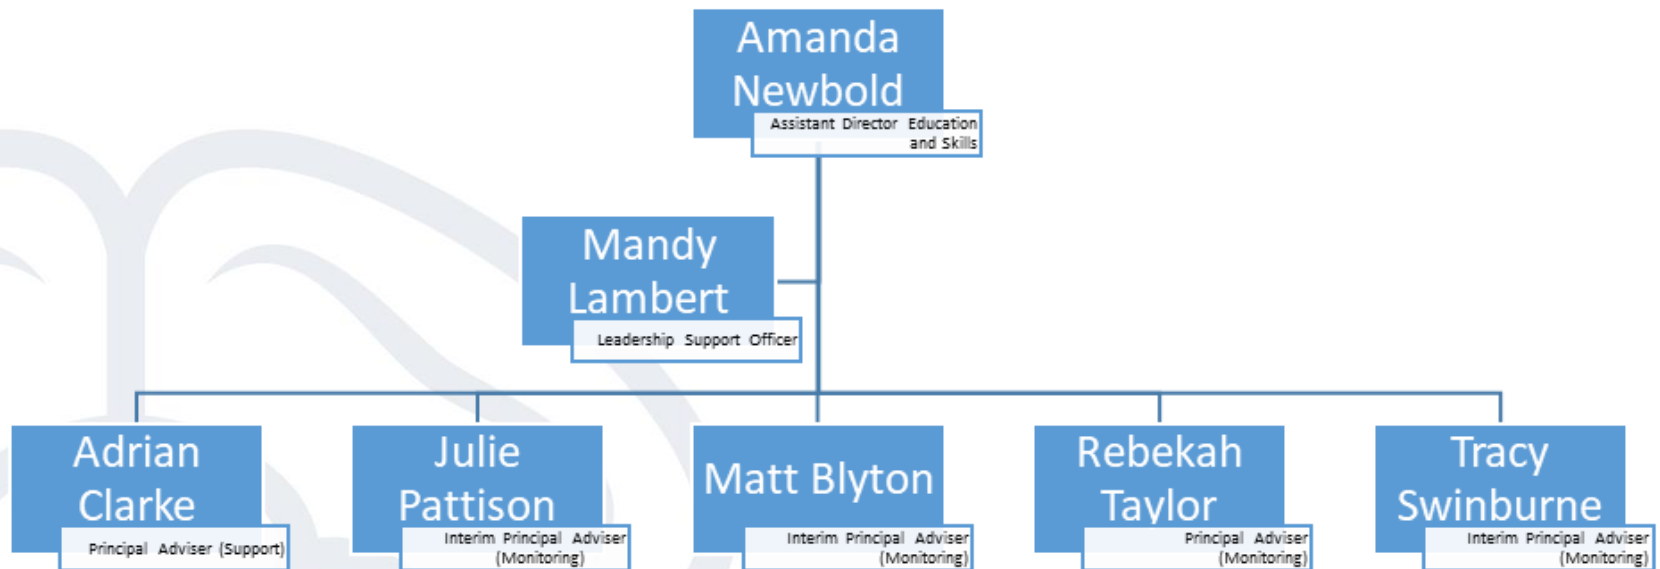 Amanda
Newbold
Assistant Director Education
and Skills
Mandy
Lambert
Leadership Support Officer
Adrian
Clarke
Principal Adviser (Support)
Julie
Pattison
Interim Principal Adviser
(Monitoring)
Matt Blyton
Interim Principal Adviser
(Monitoring)
Rebekah
Taylor
Principal Adviser
(Monitoring)
Tracy
Swinburne
Interim Principal Adviser
(Monitoring)